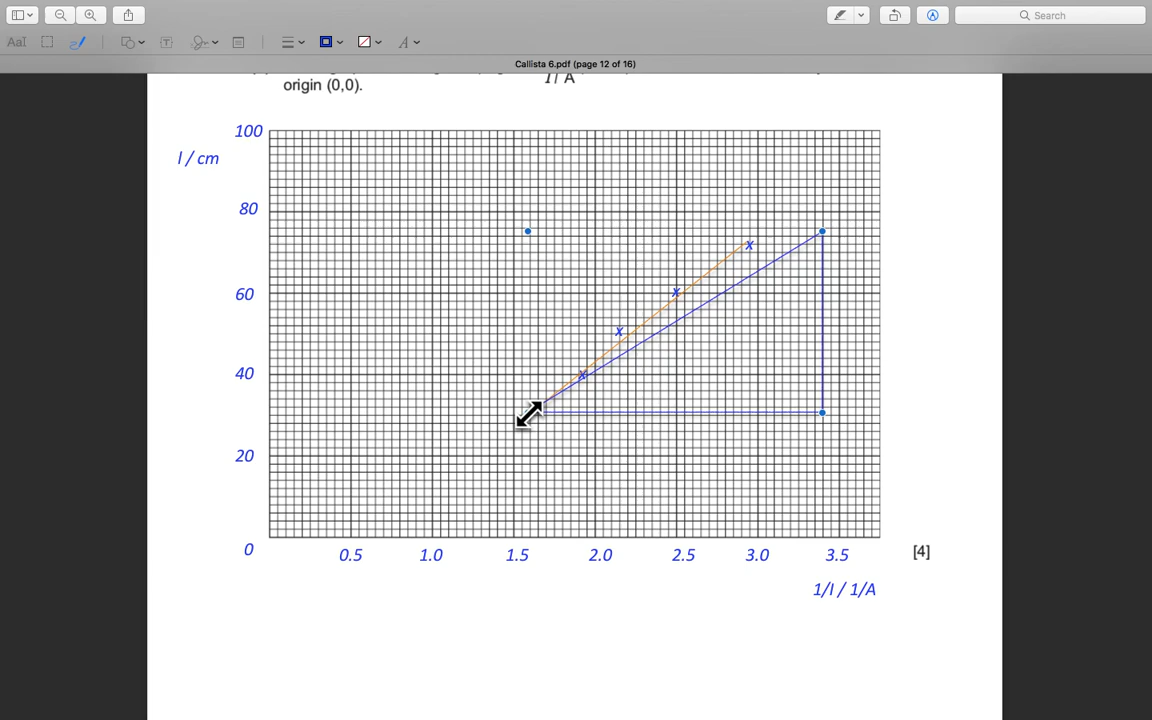 Search
AaI
T
A
Callista 6.pdf (page 12 of 16)
I / A
origin (0,0).
100
l / cm
80
60
40
20
0
0.5 1.0 1.5 2.0 2.5 3.0 3.5
[4]
1/I / 1/A
x
x
x
x